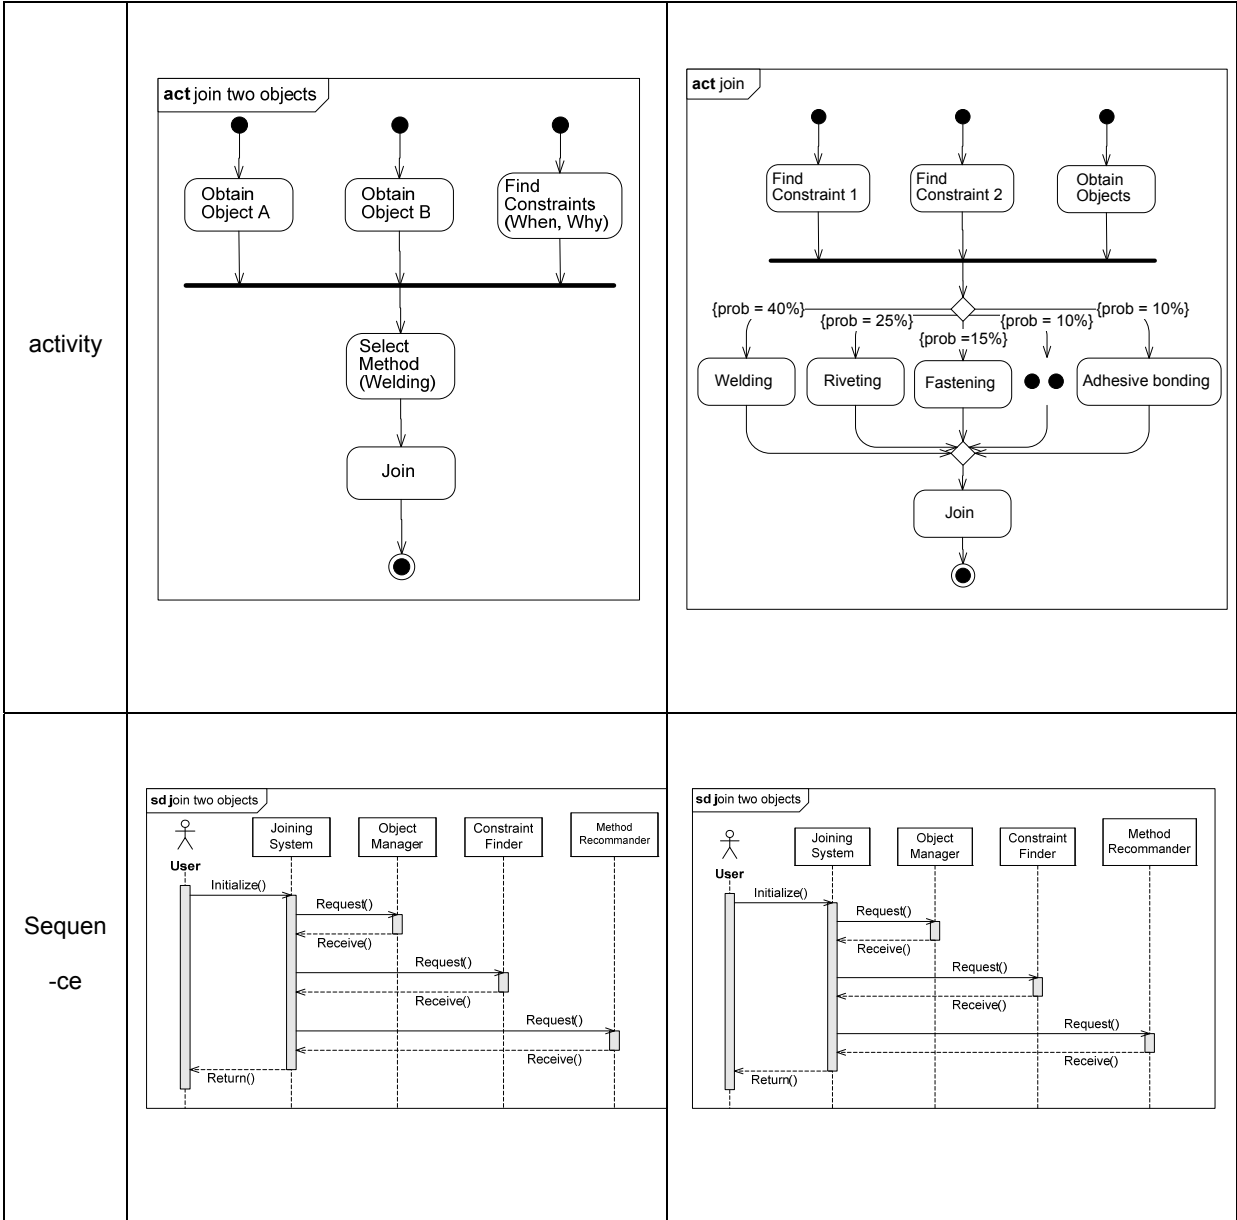 activity
act join two objects
Obtain
Object A
Obtain
Object B
Find
Constraints
(When, Why)
Select
Method
(Welding)
Join
act join
Find
Constraint 1
Find
Constraint 2
Obtain
Objects
{prob = 40%}
{prob = 25%}
{prob =15%}
{prob = 10%}
{prob = 10%}
Welding
Riveting
Fastening
Adhesive bonding
Join
Sequen
-ce
sd join two objects
User
Joining
System
Object
Manager
Constraint
Finder
Method
Recommander
Initialize()
Request()
Receive()
Request()
Receive()
Request()
Receive()
Return()
sd join two objects
User
Joining
System
Object
Manager
Constraint
Finder
Method
Recommander
Initialize()
Request()
Receive()
Request()
Receive()
Request()
Receive()
Return()